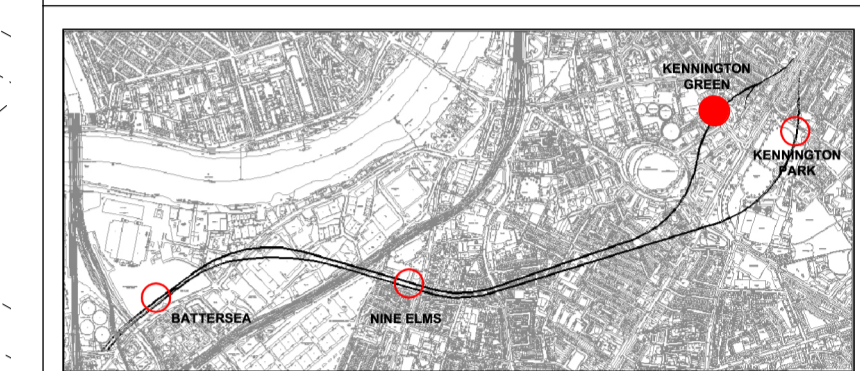 KENNINGTON
GREEN
KENNINGTON
PARK
BATTERSEA
NINE ELMS